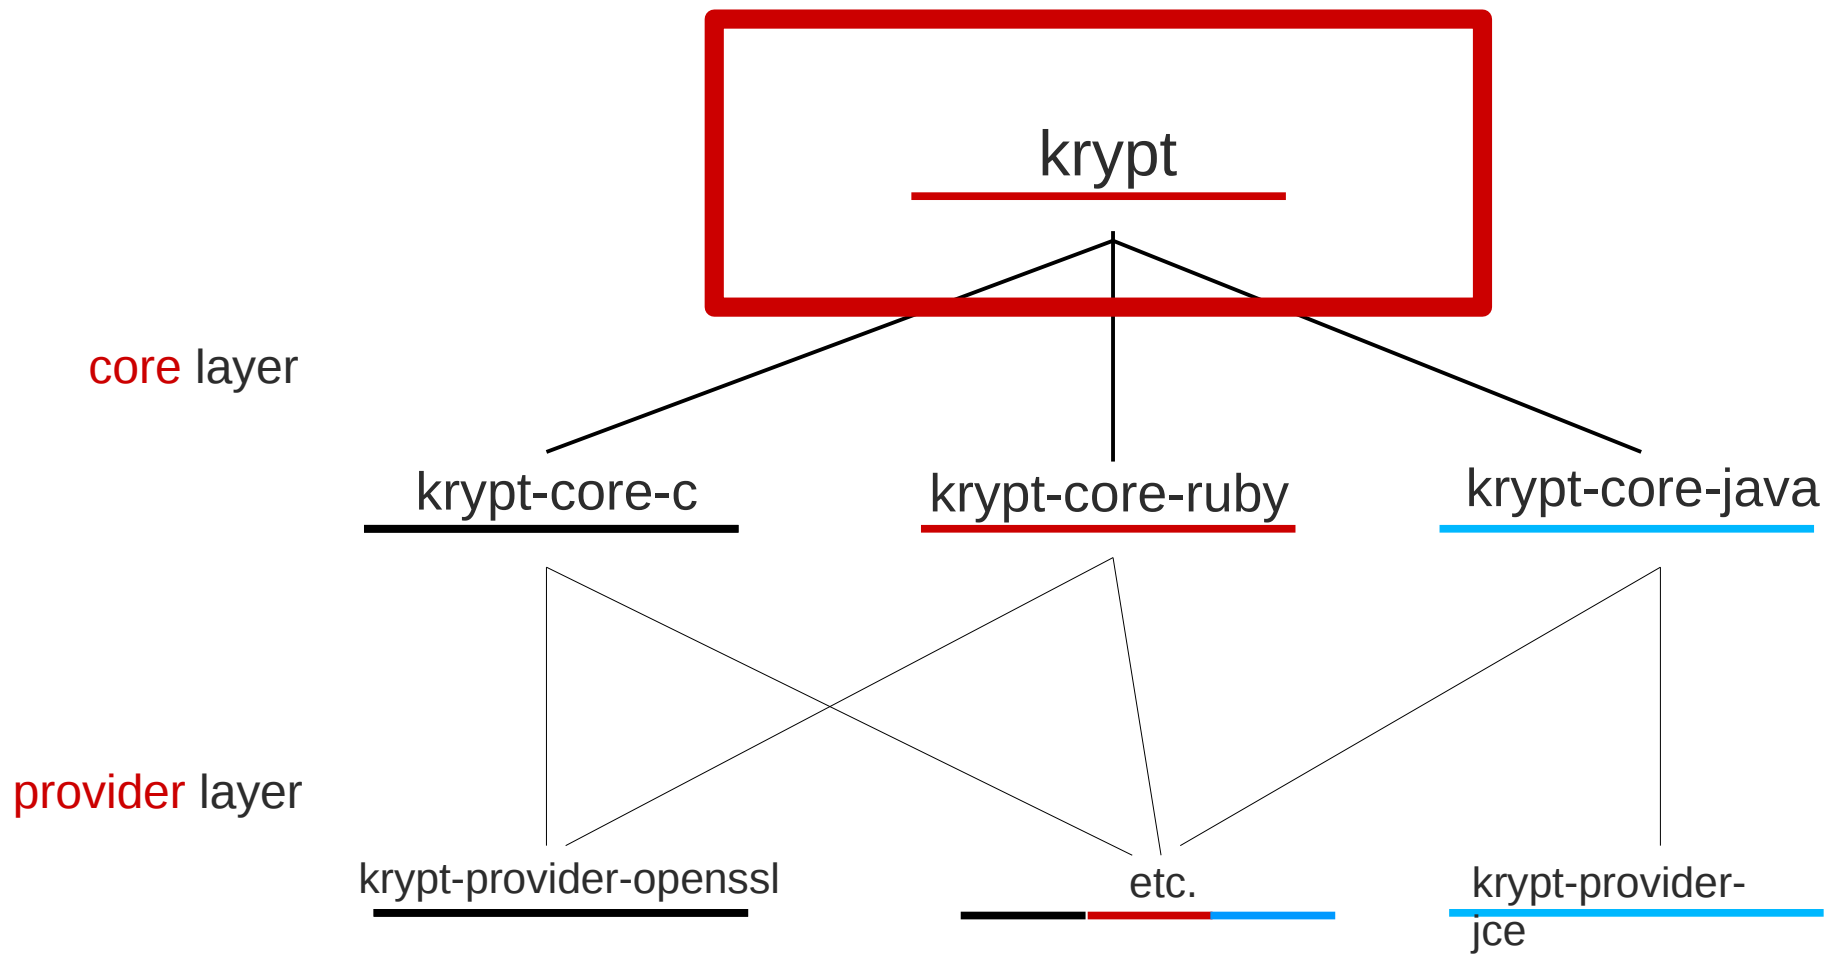 krypt
core layer
krypt-core-c
krypt-core-ruby
krypt-core-java
provider layer
krypt-provider-openssl
etc.
krypt-provider-
jce